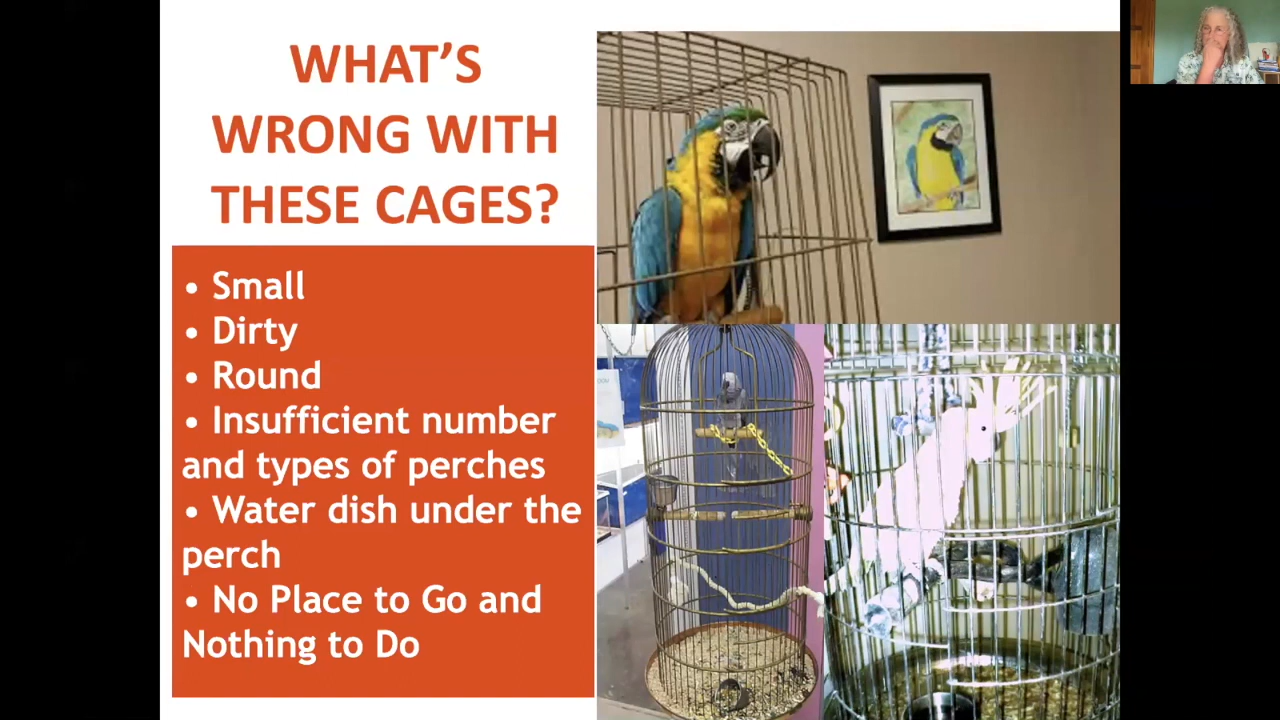 WHAT'S
WRONG WITH
THESE CAGES?
• Small
• Dirty
• Round
• Insufficient number
and types of perches
• Water dish under the
perch
• No Place to Go and
Nothing to Do